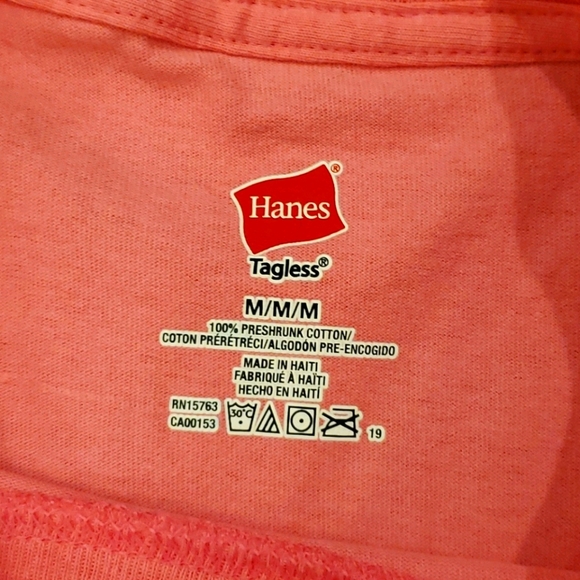 Hanes®
Tagless®
M/M/M
100% PRESHRUNK COTTON/
COTON PRÉRÉTRÉCI/ALGODÓN PRE-ENCOGIDO
MADE IN HAITI
FABRIQUÉ À HAÏTI
HECHO EN HAITÍ
RN15763
CA00153
30°C
19